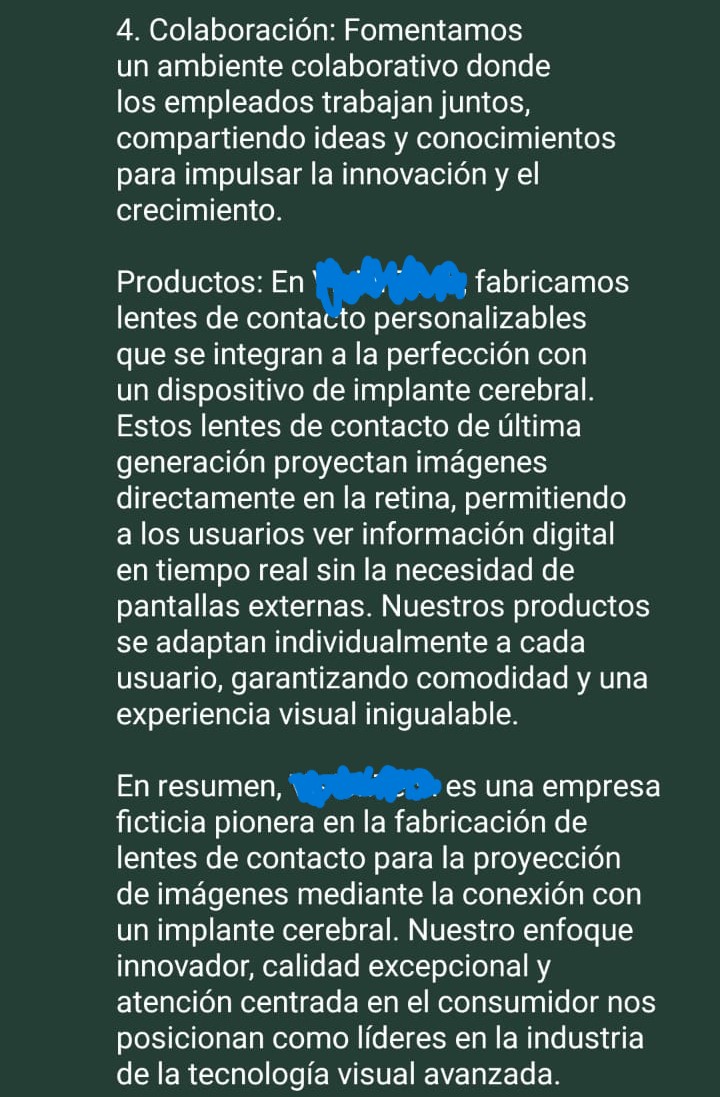 4. Colaboración: Fomentamos
un ambiente colaborativo donde
los empleados trabajan juntos,
compartiendo ideas y conocimientos
para impulsar la innovación y el
crecimiento.
Productos: En fabricamos
lentes de contacto personalizables
que se integran a la perfección con
un dispositivo de implante cerebral.
Estos lentes de contacto de última
generación proyectan imágenes
directamente en la retina, permitiendo
a los usuarios ver información digital
en tiempo real sin la necesidad de
pantallas externas. Nuestros productos
se adaptan individualmente a cada
usuario, garantizando comodidad y una
experiencia visual inigualable.
En resumen, es una empresa
ficticia pionera en la fabricación de
lentes de contacto para la proyección
de imágenes mediante la conexión con
un implante cerebral. Nuestro enfoque
innovador, calidad excepcional y
atención centrada en el consumidor nos
posicionan como líderes en la industria
de la tecnología visual avanzada.